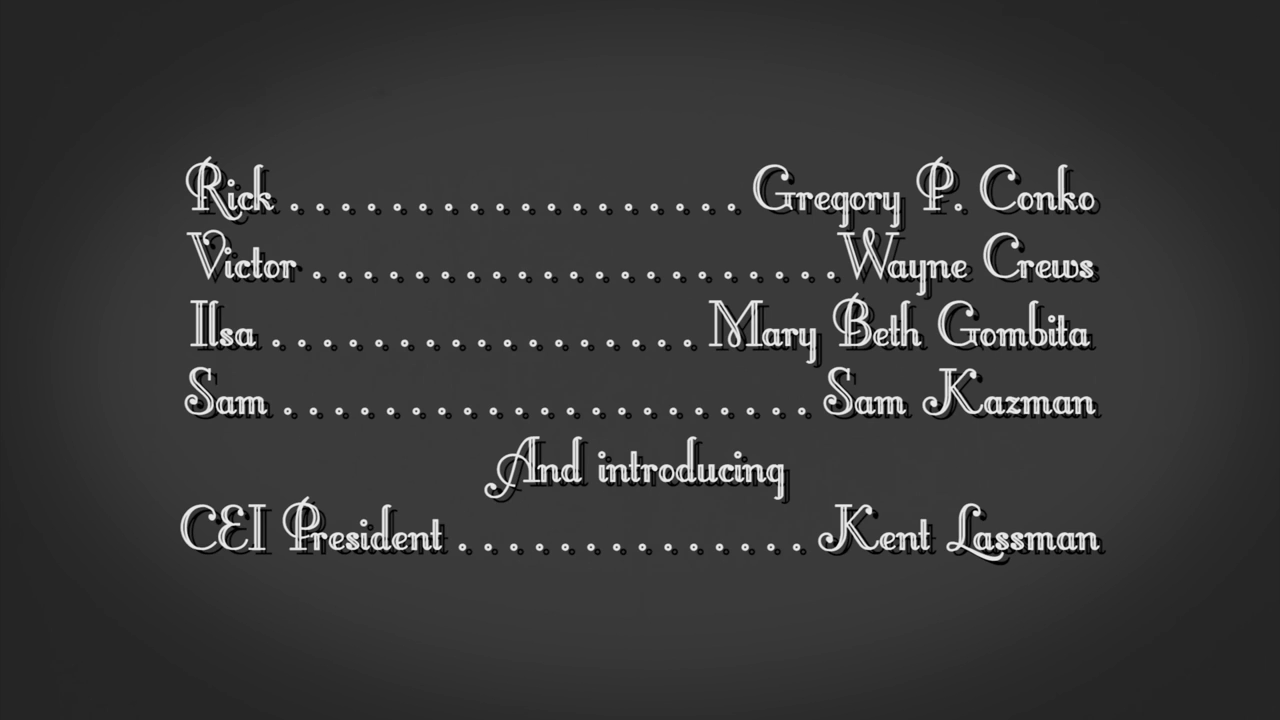 Rick . . . . . . . . . . . . . . . . . . Gregory P. Conko
Victor . . . . . . . . . . . . . . . . . . . . . Wayne Crews
Ilsa . . . . . . . . . . . . . . . . . Mary Beth Gombita
Sam . . . . . . . . . . . . . . . . . . . . . Sam Kazman
And introducing
CEI President . . . . . . . . . . . . . . Kent Lassman